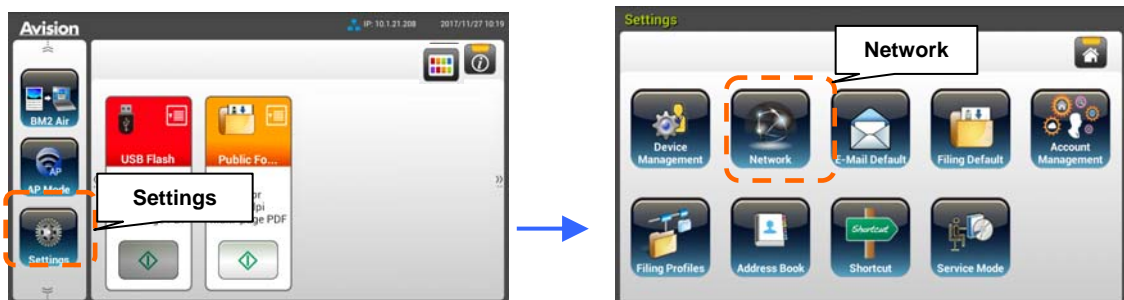 Avision
IP: 10.1.21.208
2017/11/27 10:19
BM2 Air
AP Mode
Settings
USB Flash
Public Fo...
PDF
Settings
Settings
Network
Device
Management
Network
E-Mail Default
Filing Default
Account
Management
Filing Profiles
Address Book
Shortcut
Shortcut
Service Mode